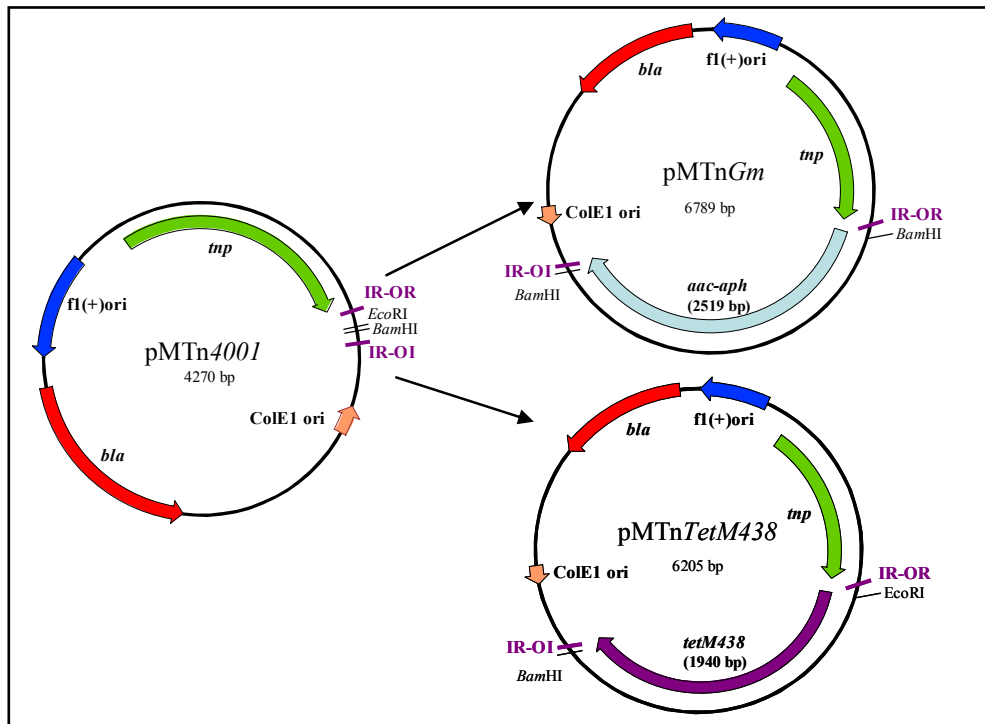 tnp
f1(+)ori
IR-OR
EcoRI
BamHI
IR-OI
pMTn4001
4270 bp
ColE1 ori
bla
f1(+)ori
bla
tnp
pMTnGm
6789 bp
ColE1 ori
IR-OR
BamHI
IR-OI
BamHI
aac-aph
(2519 bp)
f1(+)ori
bla
tnp
pMTnTetM438
6205 bp
ColE1 ori
IR-OR
EcoRI
IR-OI
BamHI
tetM438
(1940 bp)